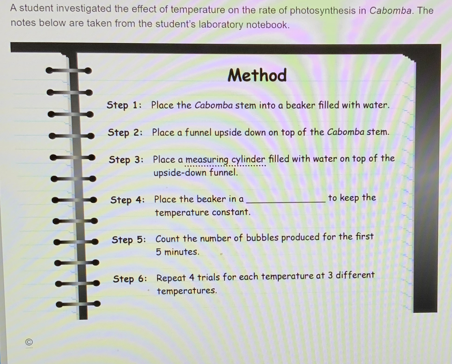 A student investigated the effect of temperature on the rate of photosynthesis in Cabomba. The
notes below are taken from the student's laboratory notebook.
Method
Step 1: Place the Cabomba stem into a beaker filled with water.
Step 2: Place a funnel upside down on top of the Cabomba stem.
Step 3: Place a measuring cylinder filled with water on top of the
upside-down funnel.
Step 4: Place the beaker in a ________________ to keep the
temperature constant.
Step 5: Count the number of bubbles produced for the first
5 minutes.
Step 6: Repeat 4 trials for each temperature at 3 different
temperatures.
©